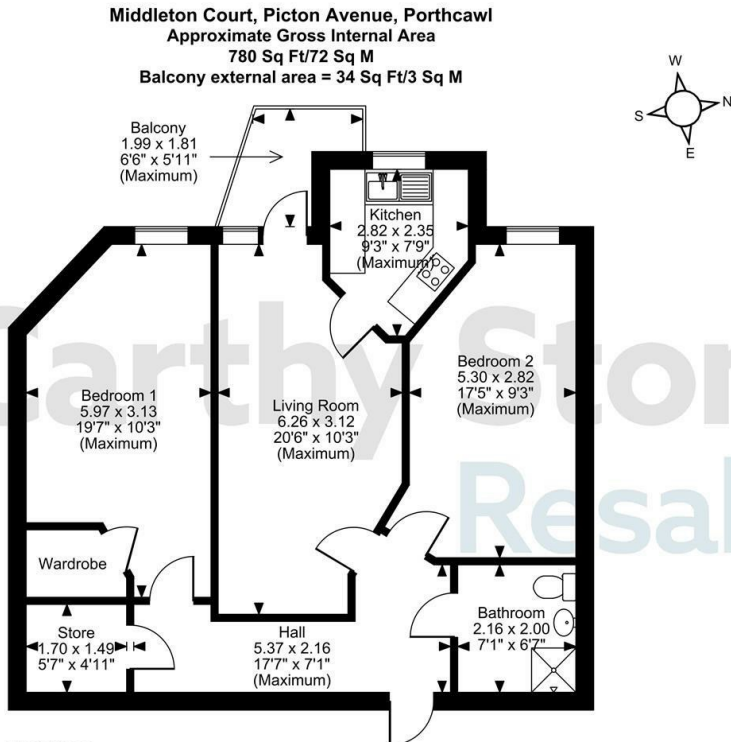 Middleton Court, Picton Avenue, Porthcawl
Approximate Gross Internal Area
780 Sq Ft/72 Sq M
Balcony external area = 34 Sq Ft/3 Sq M
W
N
S
E
Balcony
1.99 x 1.81
6'6" x 5'11"
(Maximum)
Kitchen
2.82 x 2.35
9'3" x 7'9"
(Maximum)
Bedroom 1
5.97 x 3.13
19'7" x 10'3"
(Maximum)
Living Room
6.26 x 3.12
20'6" x 10'3"
(Maximum)
Bedroom 2
5.30 x 2.82
17'5" x 9'3"
(Maximum)
Carthy Ston
Resal
Wardrobe
Store
1.70 x 1.49
5'7" x 4'11"
Hall
5.37 x 2.16
17'7" x 7'1"
(Maximum)
Bathroom
2.16 x 2.00
7'1" x 6'7"